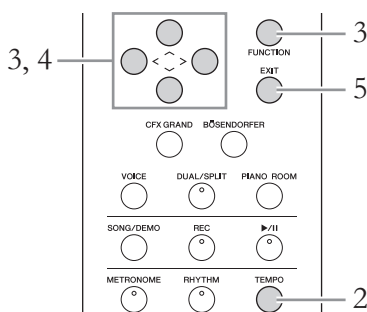 3
FUNCTION
3, 4
< >
EXIT
5
CFX GRAND BÖSENDORFER
VOICE DUAL/SPLIT PIANO ROOM
SONG/DEMO REC ▶/II
METRONOME RHYTHM TEMPO
2